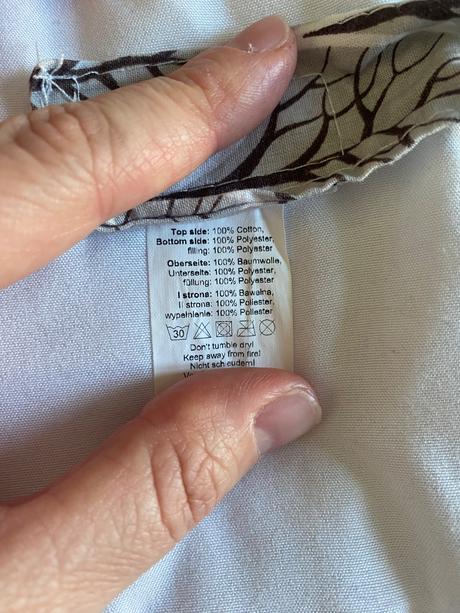 Top side: 100% Cotton,
Bottom side: 100% Polyester,
filling: 100% Polyester
Oberseite: 100% Baumwolle,
Unterseite: 100% Polyester,
füllung: 100% Polyester
I strona: 100% Bawełna,
II strona: 100% Poliester,
wypełnienie: 100% Poliester
30
Don't tumble dry!
Keep away from fire!
Nicht schleudern!